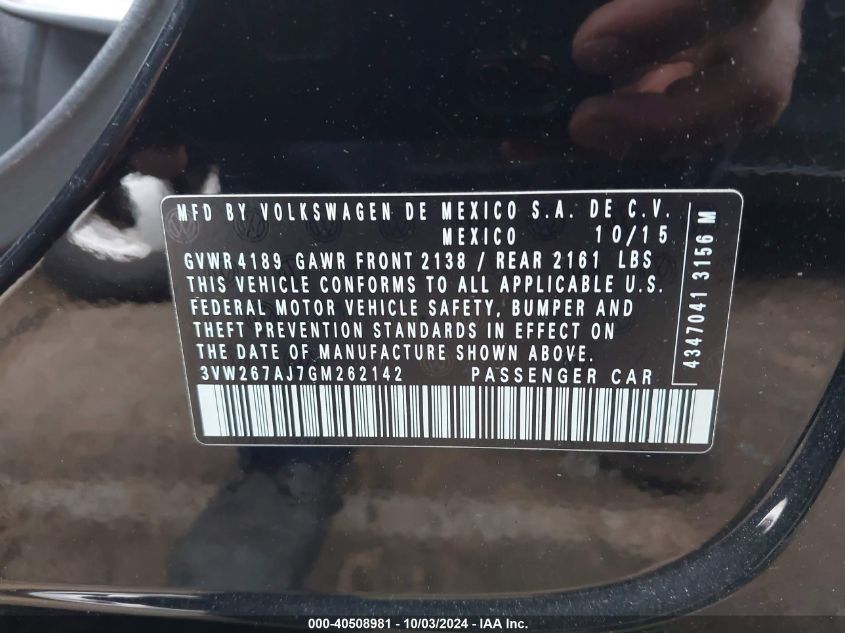 MFD BY VOLKSWAGEN DE MEXICO S.A. DE C.V.
MEXICO 10/15
GVWR 4189 GAWR FRONT 2138 / REAR 2161 LBS
THIS VEHICLE CONFORMS TO ALL APPLICABLE U.S.
FEDERAL MOTOR VEHICLE SAFETY, BUMPER AND
THEFT PREVENTION STANDARDS IN EFFECT ON
THE DATE OF MANUFACTURE SHOWN ABOVE.
3VW267AJ7GM262142 PASSENGER CAR
4347041 3156 M
000-40508981 - 10/03/2024 - IAA